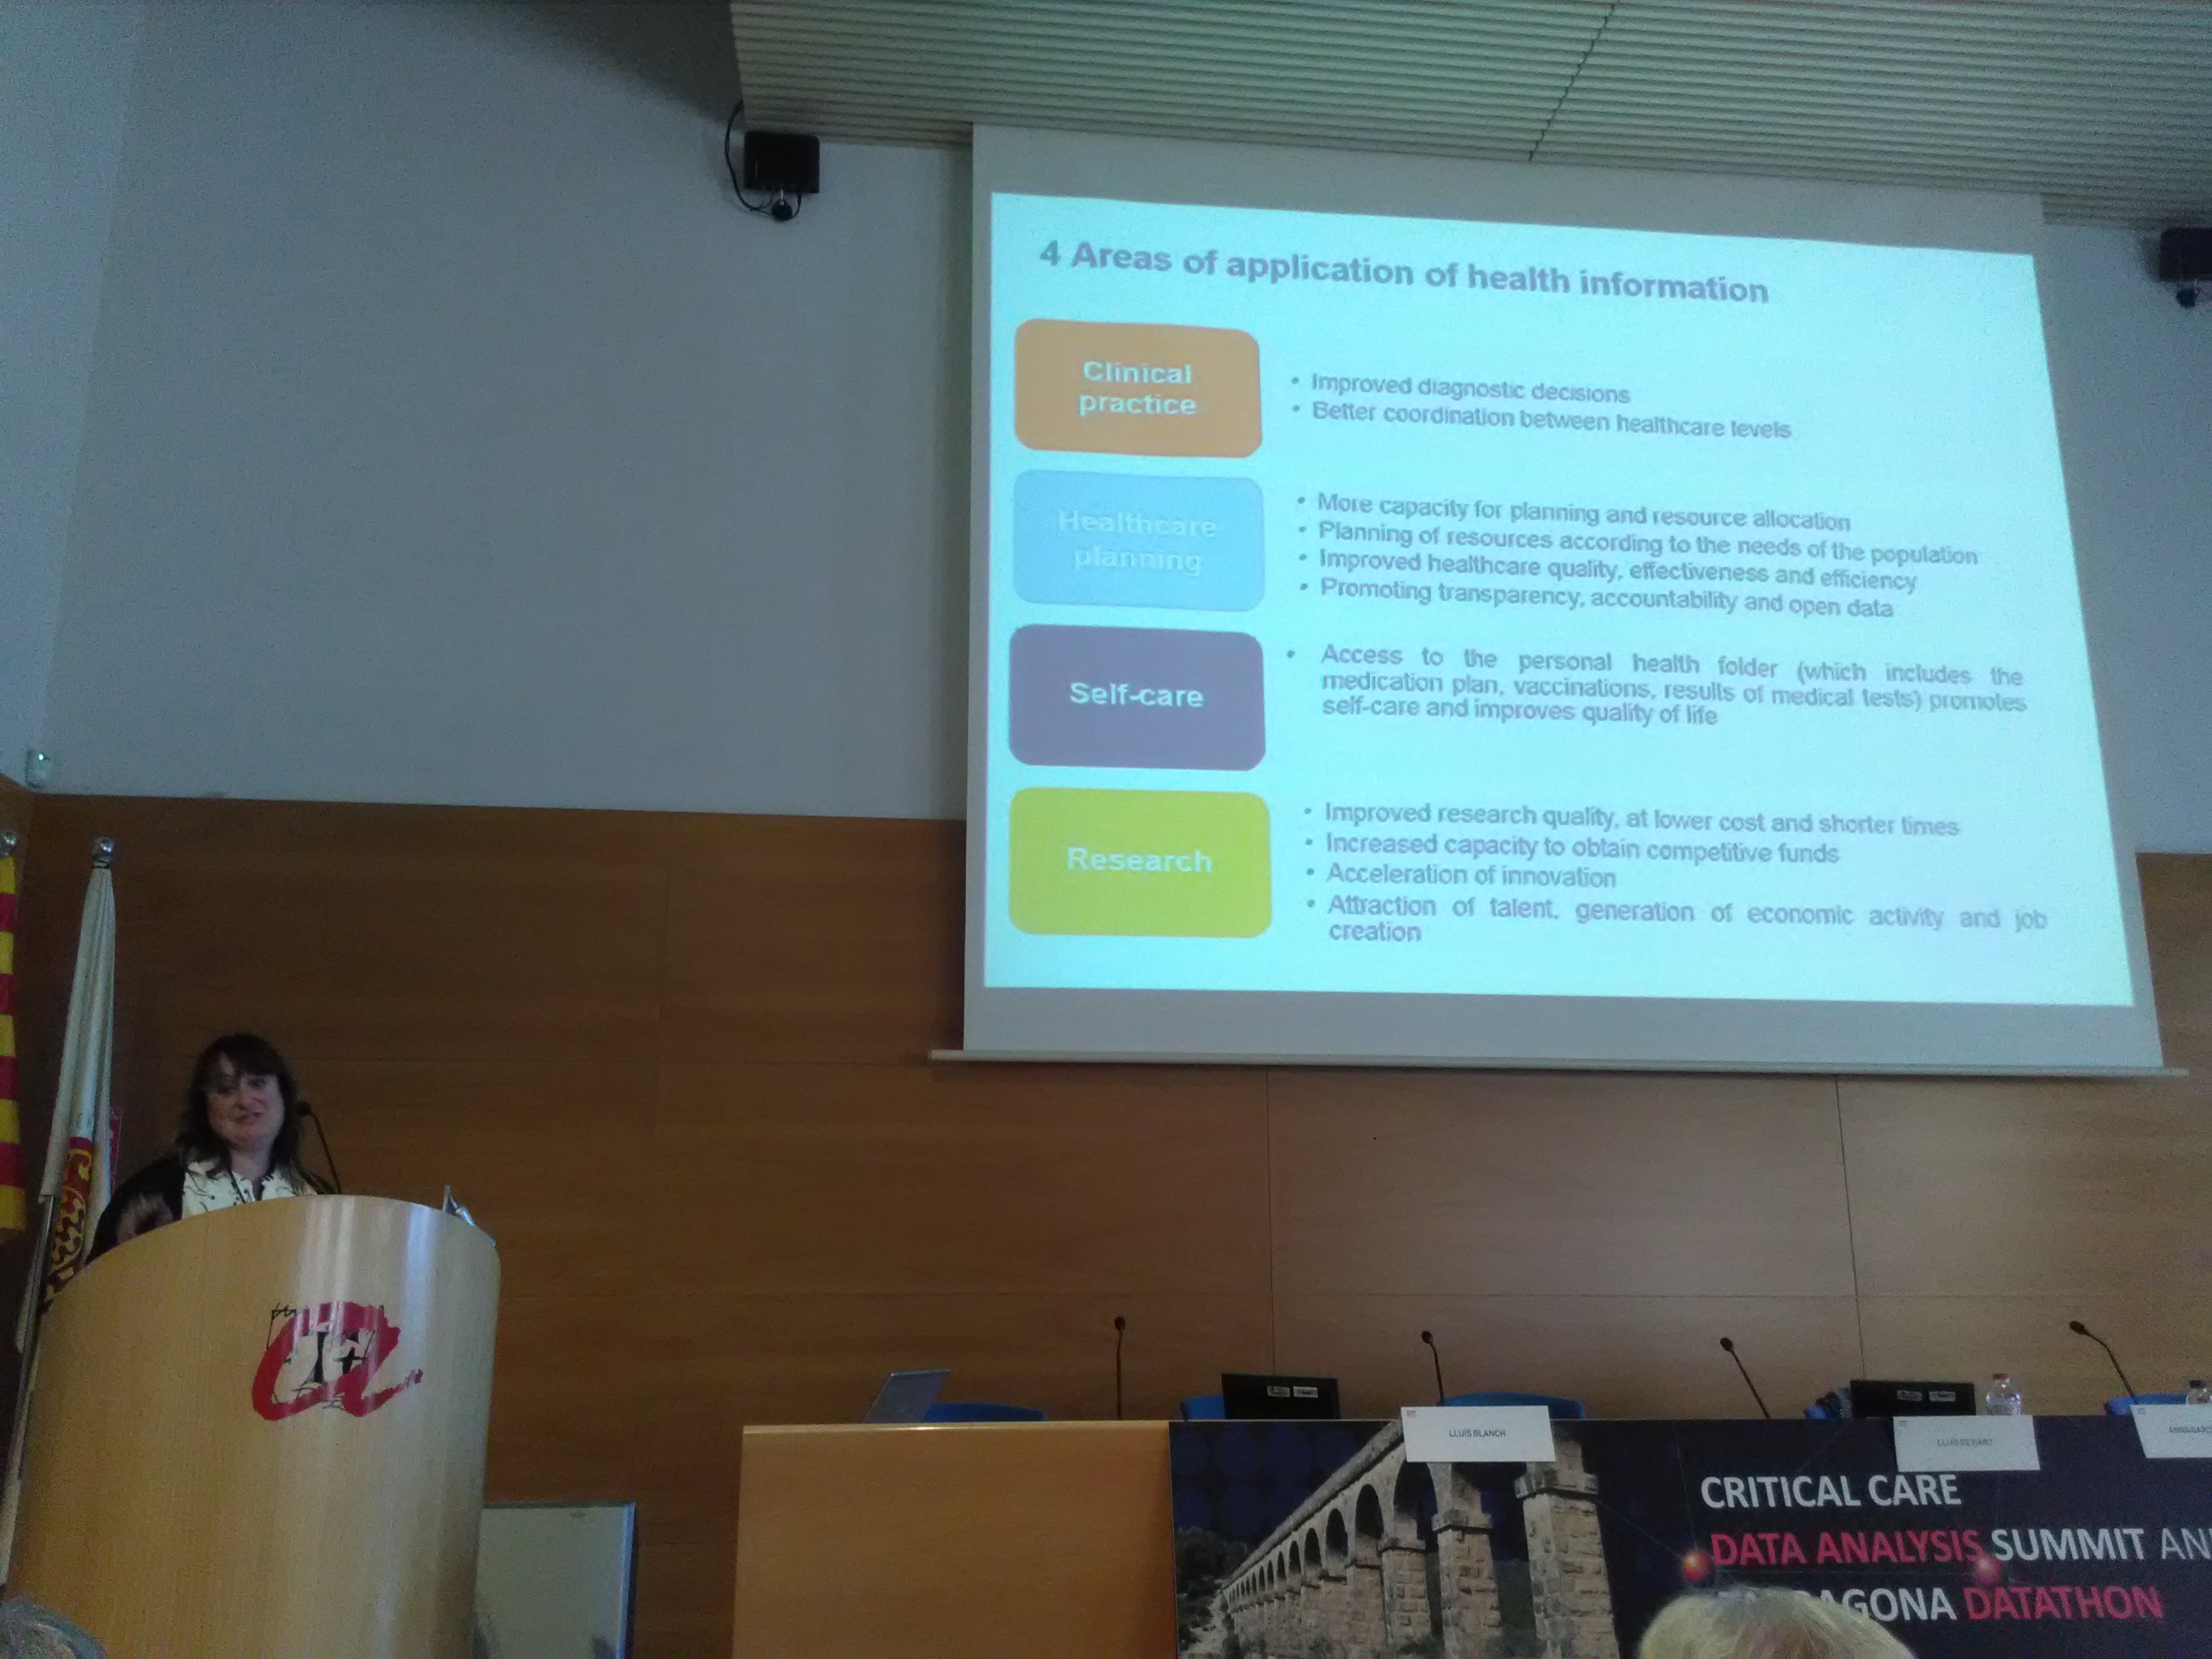 4 Areas of application of health information
Clinical
practice
• Improved diagnostic decisions
• Better coordination between healthcare levels
Healthcare
planning
• More capacity for planning and resource allocation
• Planning of resources according to the needs of the population
• Improved healthcare quality, effectiveness and efficiency
• Promoting transparency, accountability and open data
Self-care
• Access to the personal health folder (which includes the
medication plan, vaccinations, results of medical tests) promotes
self-care and improves quality of life
Research
• Improved research quality, at lower cost and shorter times
• Increased capacity to obtain competitive funds
• Acceleration of innovation
• Attraction of talent, generation of economic activity and job
creation
LLUÍS BLANCH
LLUÍS DE HARO
CRITICAL CARE
DATA ANALYSIS SUMMIT
DATATHON